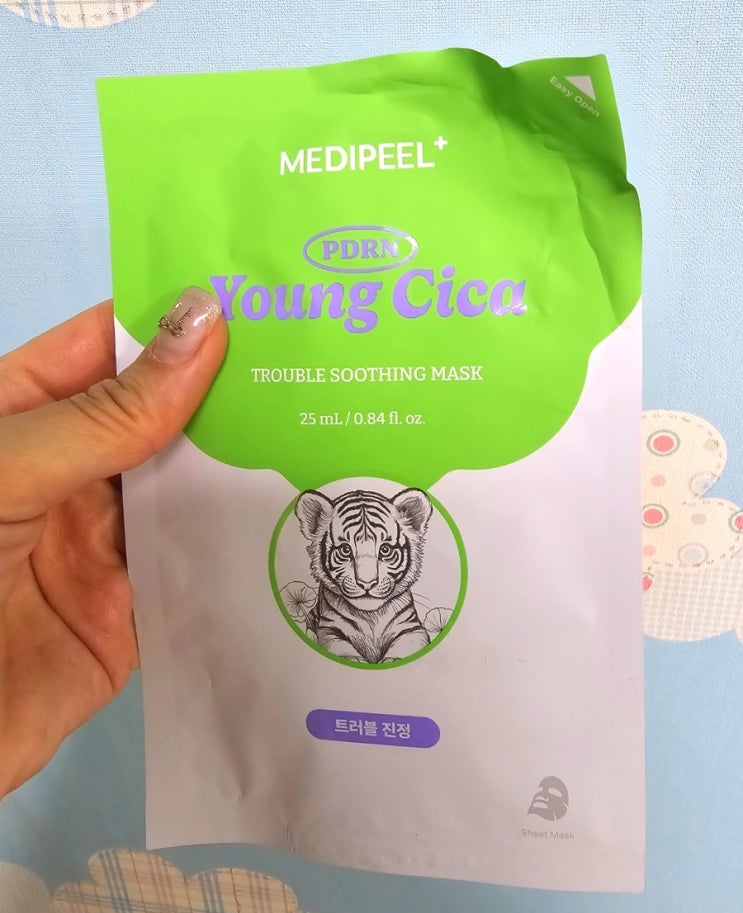 Easy Open
MEDIPEEL+
PDRN
Young Cica
TROUBLE SOOTHING MASK
25 mL / 0.84 fl. oz.
트러블 진정
Sheet Mask